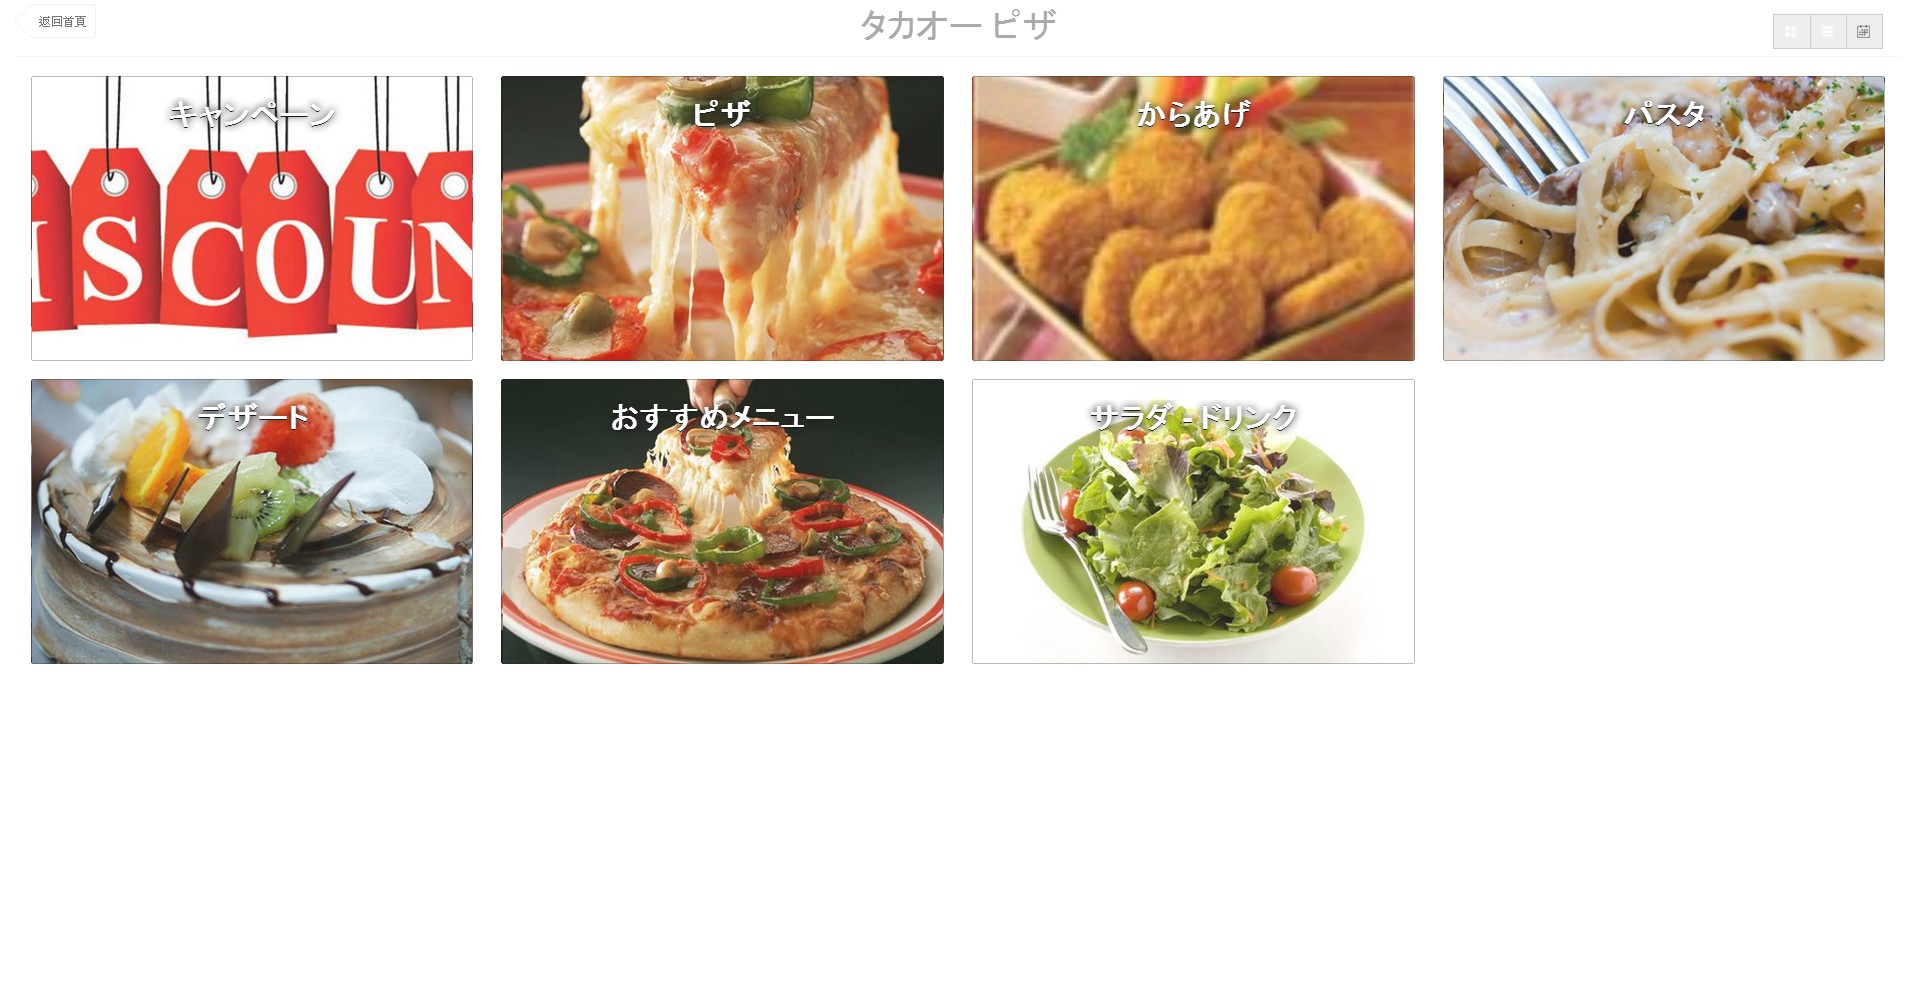 返回首頁
タカオー ピザ
キャンペーン
ピザ
からあげ
パスタ
ISCOUN
デザート
おすすめメニュー
サラダ - ドリンク